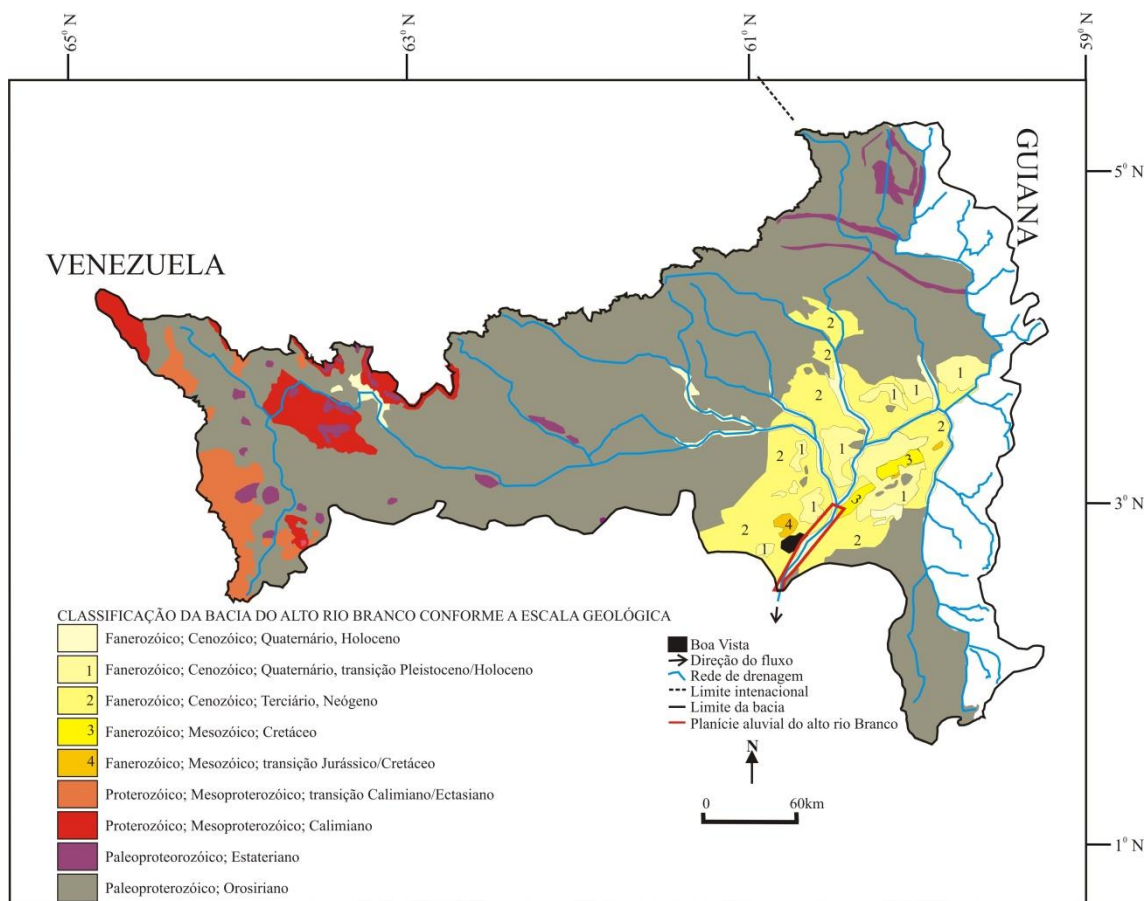 65° N
63° N
61° N
59° N
GUIANA
5° N
VENEZUELA
2
2
1
2
1
1
2
1
1
2
3
3
1
1
4
2
1
2
3° N
CLASSIFICAÇÃO DA BACIA DO ALTO RIO BRANCO CONFORME A ESCALA GEOLÓGICA
Fanerozóico; Cenozóico; Quaternário, Holoceno
1 Fanerozóico; Cenozóico; Quaternário, transição Pleistoceno/Holoceno
2 Fanerozóico; Cenozóico; Terciário, Neógeno
3 Fanerozóico; Mesozóico; Cretáceo
4 Fanerozóico; Mesozóico; transição Jurássico/Cretáceo
Proterozóico; Mesoproterozóico; transição Calimiano/Ectasiano
Proterozóico; Mesoproterozóico; Calimiano
Paleoproteorozóico; Estateriano
Paleoproterozóico; Orosiriano
Boa Vista
Direção do fluxo
Rede de drenagem
Limite intenacional
Limite da bacia
Planície aluvial do alto rio Branco
N
0 60km
1° N